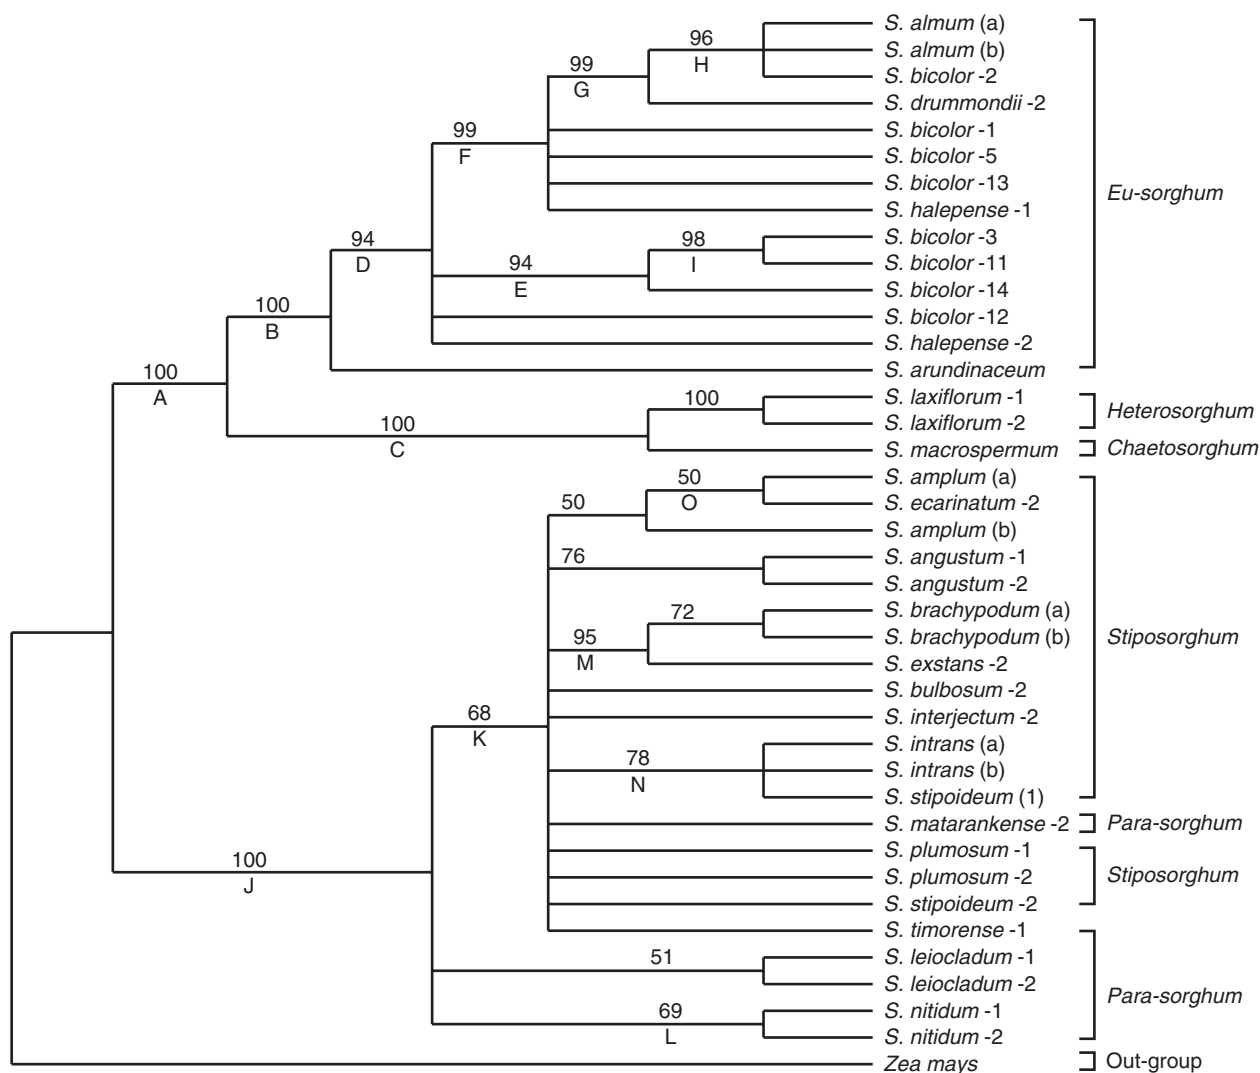 S. almum (a)
96
S. almum (b)
99
H
S. bicolor -2
G
S. drummondii -2
99
S. bicolor -1
F
S. bicolor -5
S. bicolor -13
Eu-sorghum
S. halepense -1
94
98
S. bicolor -3
D
94
I
S. bicolor -11
E
S. bicolor -14
100
S. bicolor -12
B
S. halepense -2
100
S. arundinaceum
A
100
S. laxiflorum -1
Heterosorghum
100
S. laxiflorum -2
C
S. macrospermum
Chaetosorghum
50
S. amplum (a)
50
O
S. ecarinatum -2
S. amplum (b)
76
S. angustum -1
S. angustum -2
72
S. brachypodum (a)
95
S. brachypodum (b)
Stiposorghum
M
S. exstans -2
S. bulbosum -2
68
S. interjectum -2
K
S. intrans (a)
78
S. intrans (b)
N
S. stipoideum (1)
S. matarankense -2
Para-sorghum
100
S. plumosum -1
J
S. plumosum -2
Stiposorghum
S. stipoideum -2
S. timorense -1
51
S. leiocladum -1
S. leiocladum -2
Para-sorghum
69
S. nitidum -1
L
S. nitidum -2
Zea mays
Out-group